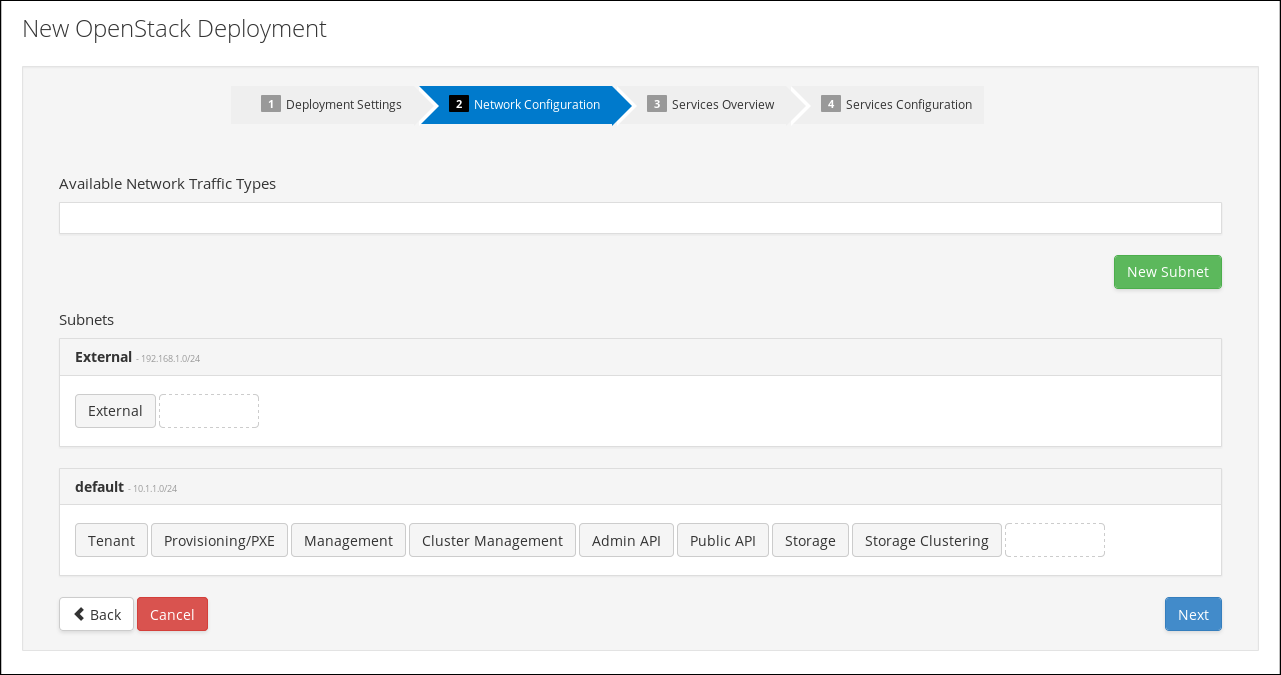 New OpenStack Deployment
1 Deployment Settings 2 Network Configuration 3 Services Overview 4 Services Configuration
Available Network Traffic Types
New Subnet
Subnets
External - 192.168.1.0/24
External
default - 10.1.1.0/24
Tenant Provisioning/PXE Management Cluster Management Admin API Public API Storage Storage Clustering
Back Cancel Next